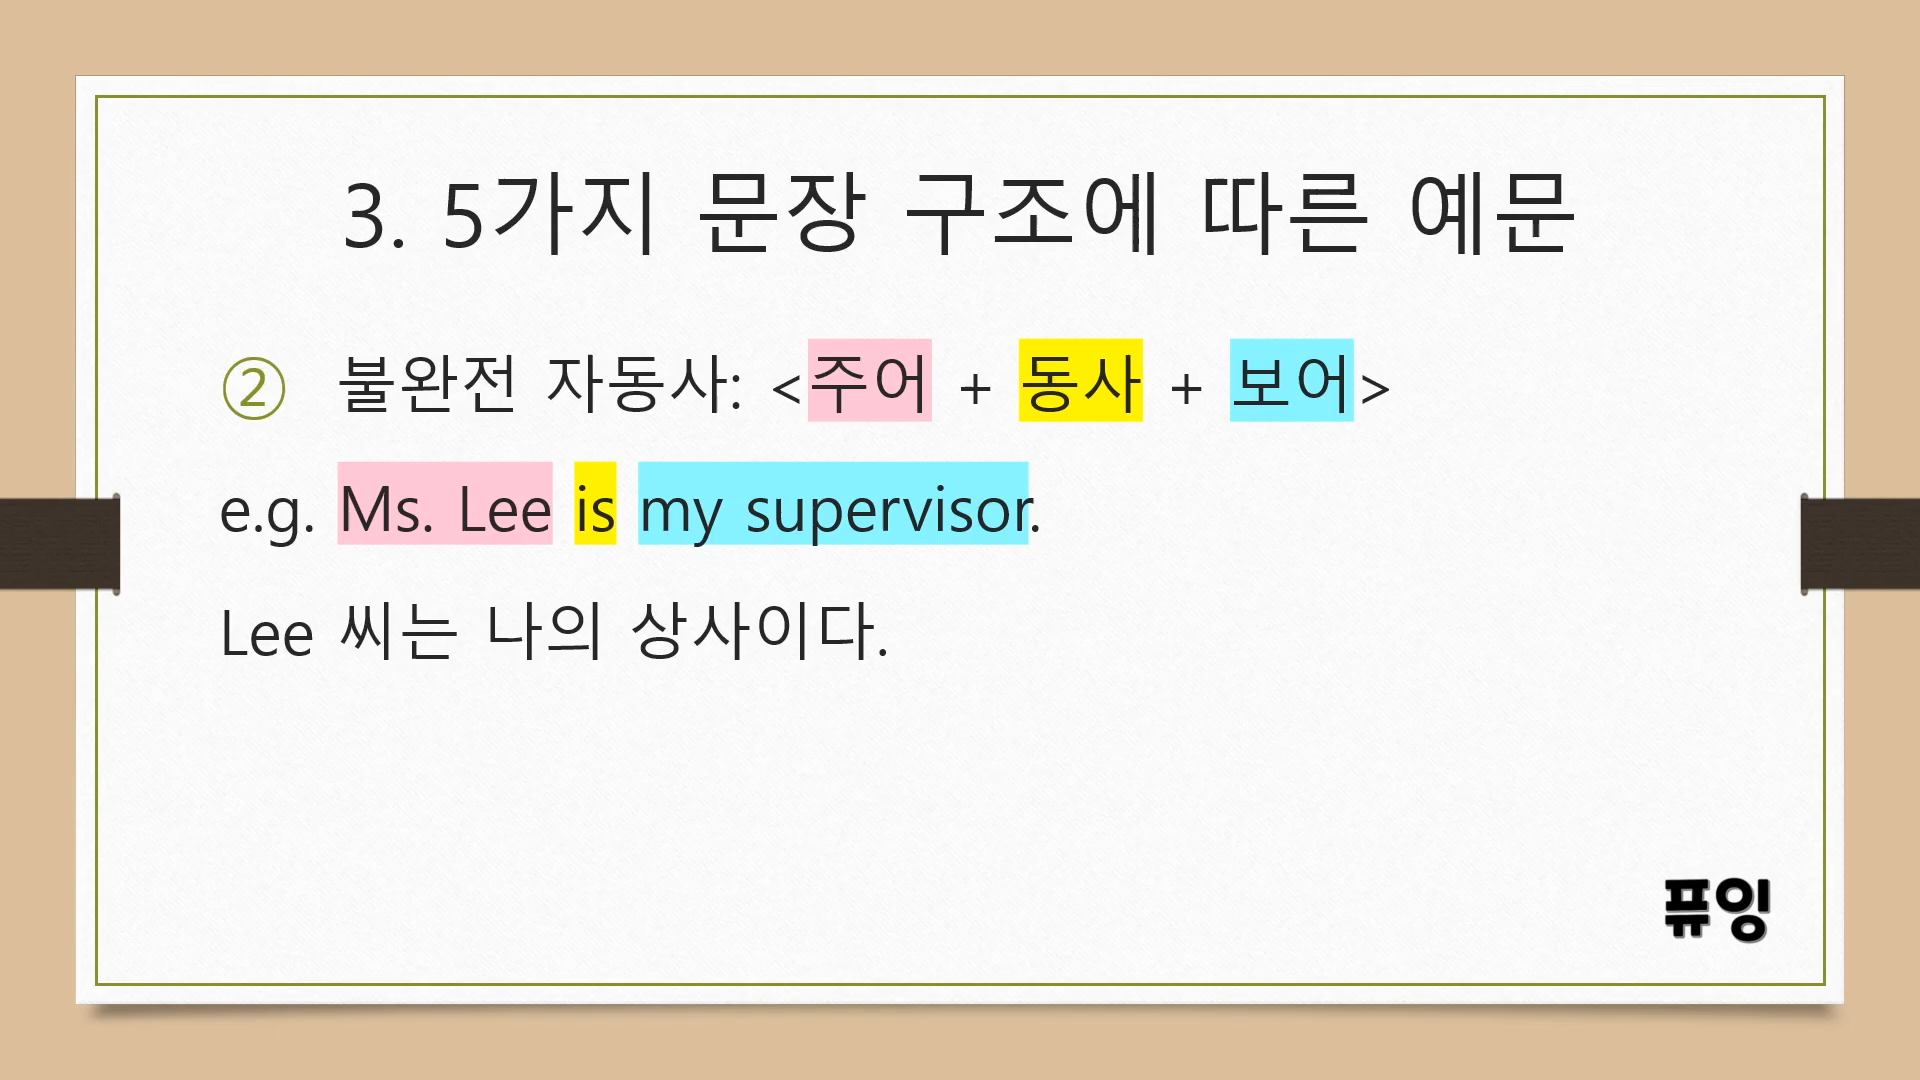 3. 5가지 문장 구조에 따른 예문
② 불완전 자동사: <주어 + 동사 + 보어>
e.g. Ms. Lee is my supervisor.
Lee 씨는 나의 상사이다.
퓨잉